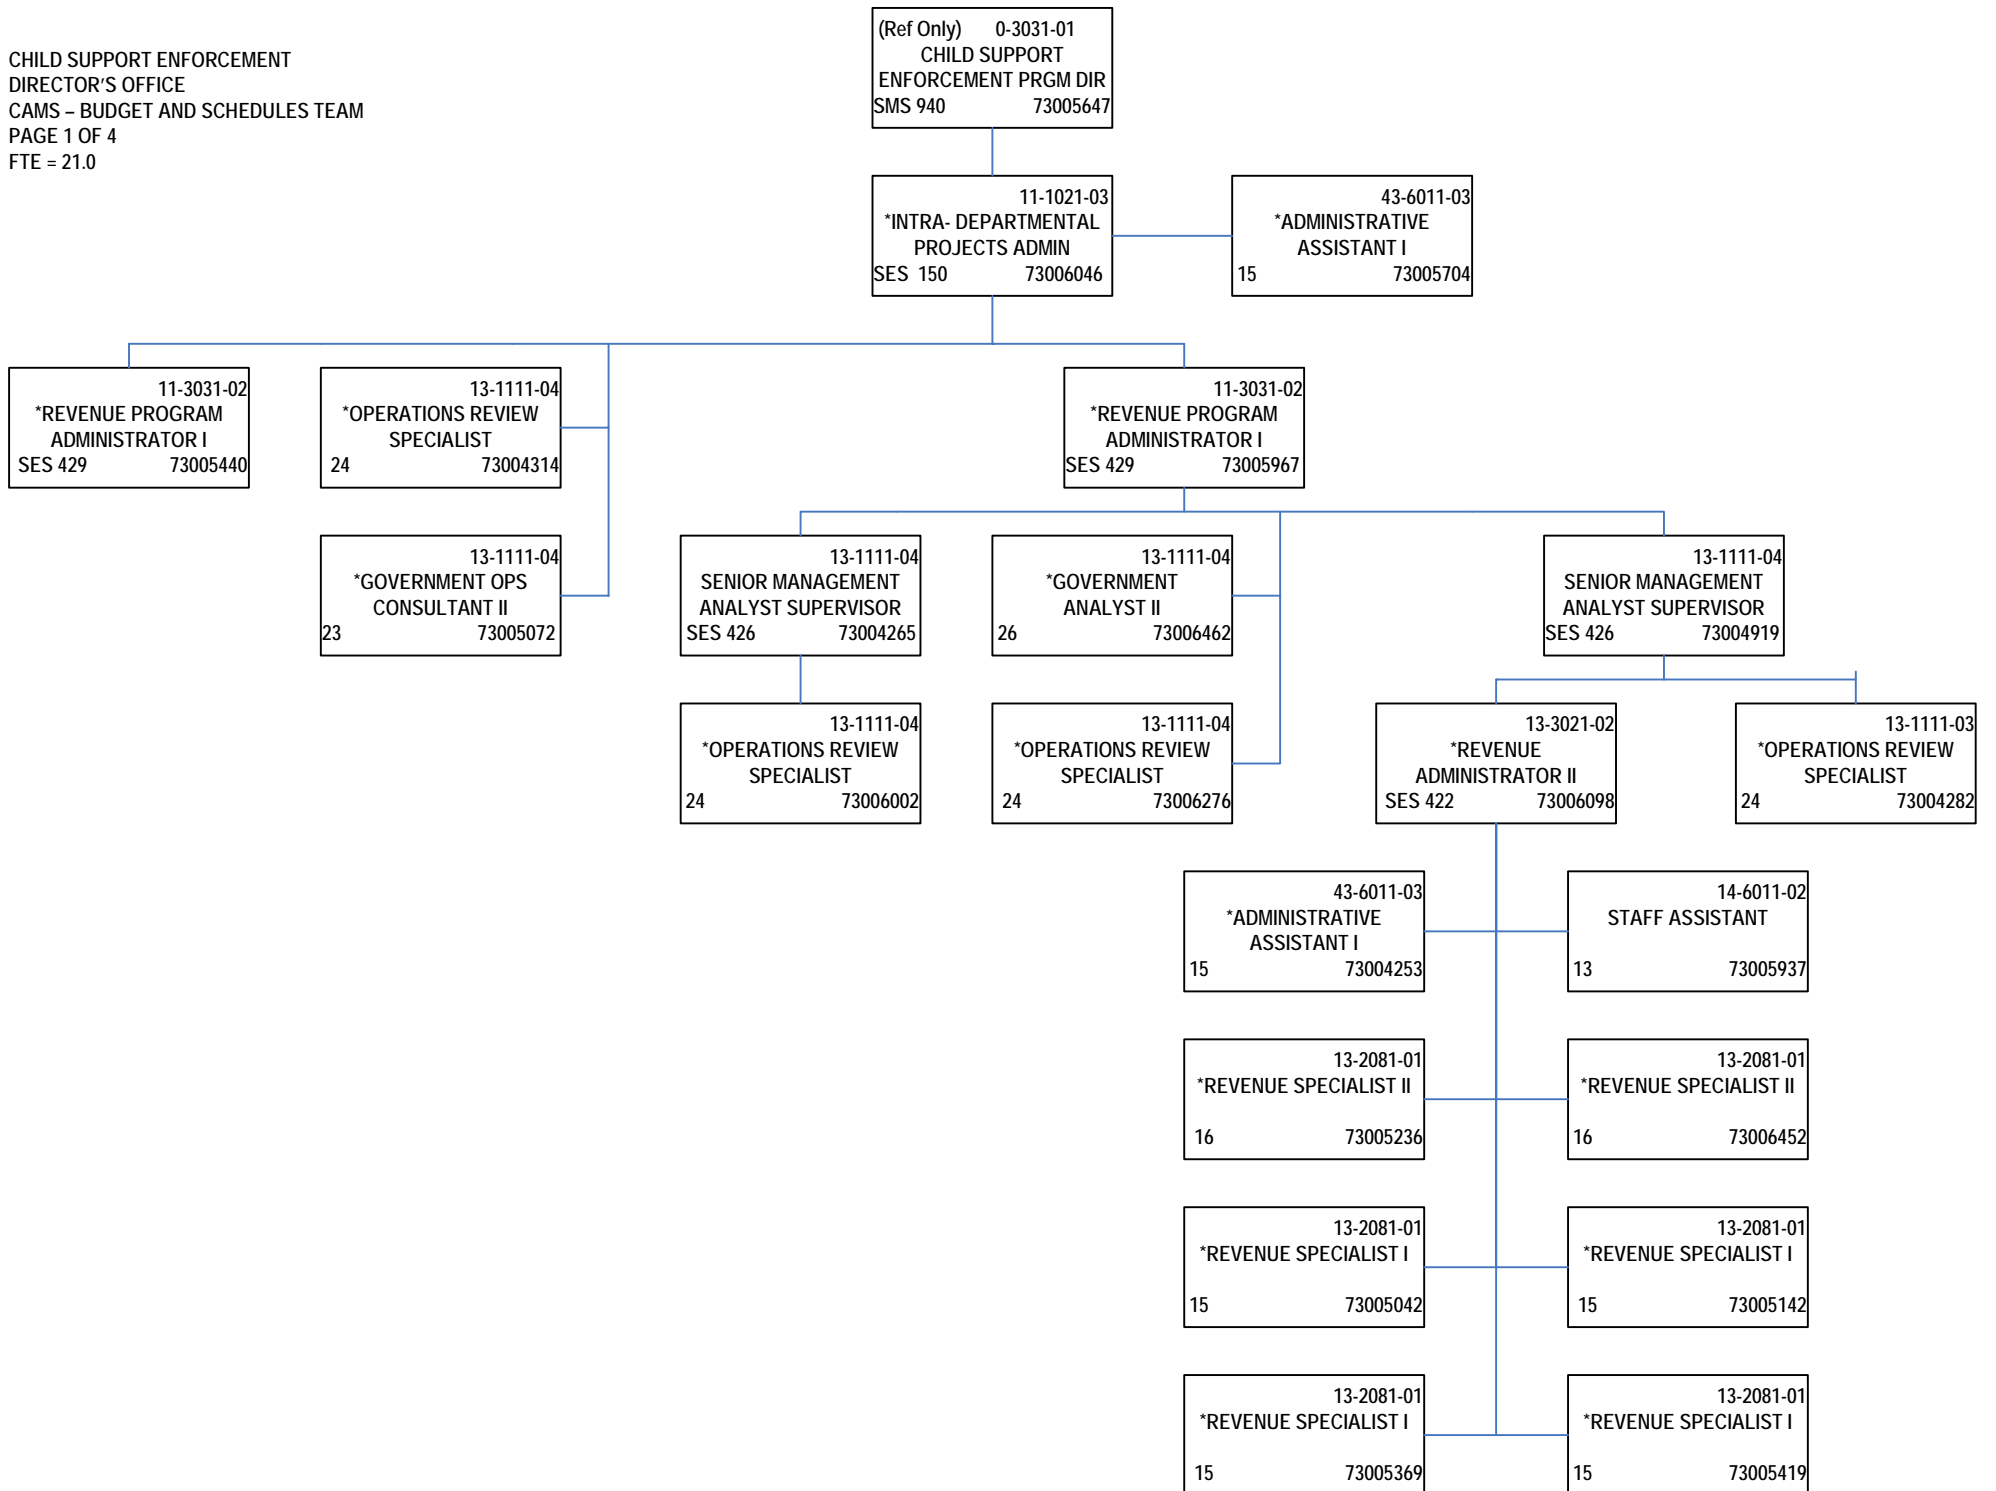 CHILD SUPPORT ENFORCEMENT
DIRECTOR'S OFFICE
CAMS – BUDGET AND SCHEDULES TEAM
PAGE 1 OF 4
FTE = 21.0
(Ref Only) 0-3031-01
CHILD SUPPORT
ENFORCEMENT PRGM DIR
SMS 940 73005647
11-1021-03
*INTRA- DEPARTMENTAL
PROJECTS ADMIN
SES 150 73006046
43-6011-03
*ADMINISTRATIVE
ASSISTANT I
15 73005704
11-3031-02
*REVENUE PROGRAM
ADMINISTRATOR I
SES 429 73005440
13-1111-04
*OPERATIONS REVIEW
SPECIALIST
24 73004314
11-3031-02
*REVENUE PROGRAM
ADMINISTRATOR I
SES 429 73005967
13-1111-04
*GOVERNMENT OPS
CONSULTANT II
23 73005072
13-1111-04
SENIOR MANAGEMENT
ANALYST SUPERVISOR
SES 426 73004265
13-1111-04
*GOVERNMENT
ANALYST II
26 73006462
13-1111-04
SENIOR MANAGEMENT
ANALYST SUPERVISOR
SES 426 73004919
13-1111-04
*OPERATIONS REVIEW
SPECIALIST
24 73006002
13-1111-04
*OPERATIONS REVIEW
SPECIALIST
24 73006276
13-3021-02
*REVENUE
ADMINISTRATOR II
SES 422 73006098
13-1111-03
*OPERATIONS REVIEW
SPECIALIST
24 73004282
43-6011-03
*ADMINISTRATIVE
ASSISTANT I
15 73004253
14-6011-02
STAFF ASSISTANT
13 73005937
13-2081-01
*REVENUE SPECIALIST II
16 73005236
13-2081-01
*REVENUE SPECIALIST II
16 73006452
13-2081-01
*REVENUE SPECIALIST I
15 73005042
13-2081-01
*REVENUE SPECIALIST I
15 73005142
13-2081-01
*REVENUE SPECIALIST I
15 73005369
13-2081-01
*REVENUE SPECIALIST I
15 73005419